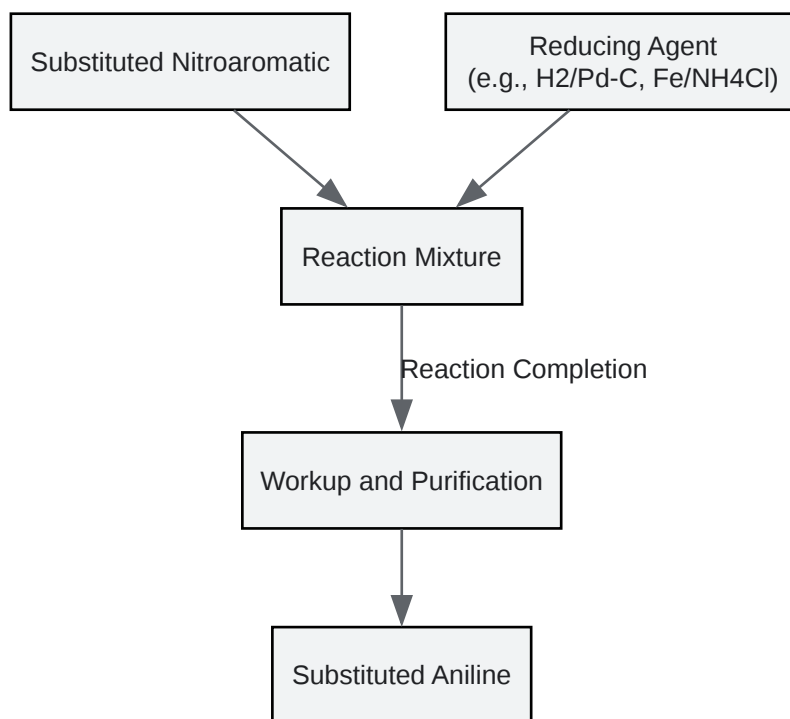 Substituted Nitroaromatic
Reducing Agent
(e.g., H2/Pd-C, Fe/NH4Cl)
Reaction Mixture
Reaction Completion
Workup and Purification
Substituted Aniline